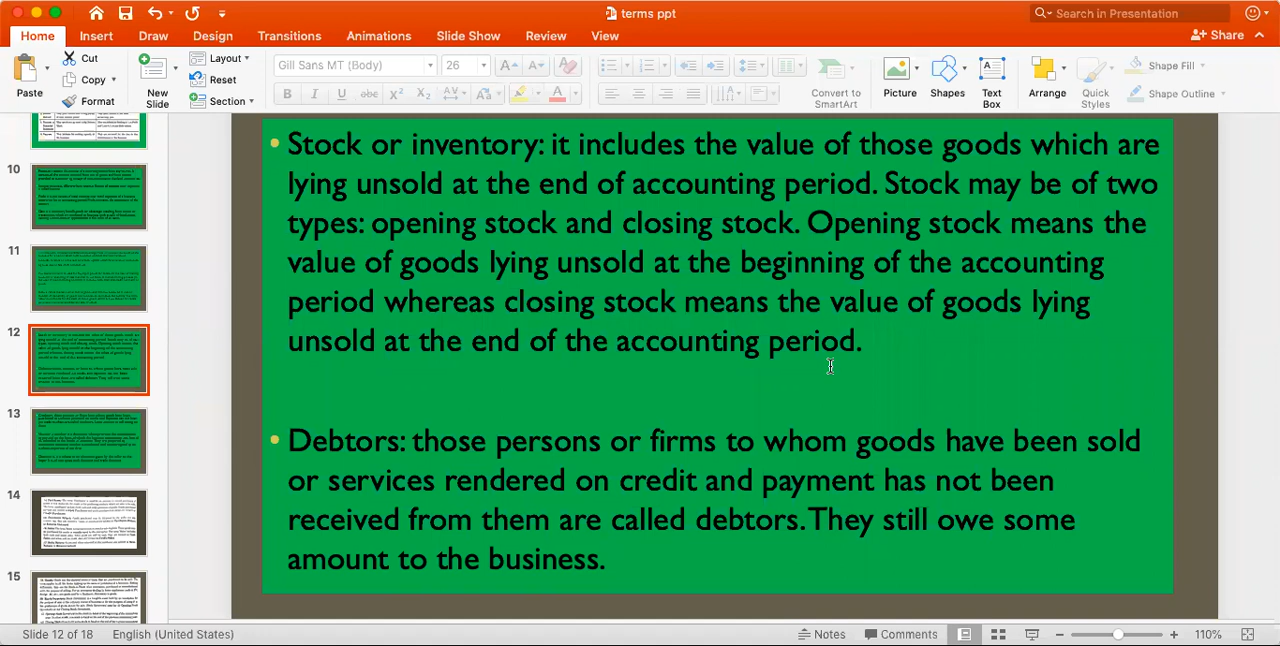 terms ppt
Search in Presentation
Home Insert Draw Design Transitions Animations Slide Show Review View Share
Paste
Cut
Copy
Format
New
Slide
Layout
Reset
Section
Gill Sans MT (Body) 26
B I U abc X² X₂ AV Aa A
Convert to
SmartArt
Picture
Shapes
Text
Box
Arrange
Quick
Styles
Shape Fill
Shape Outline
10
11
12
13
14
15
• Stock or inventory: it includes the value of those goods which are
lying unsold at the end of accounting period. Stock may be of two
types: opening stock and closing stock. Opening stock means the
value of goods lying unsold at the beginning of the accounting
period whereas closing stock means the value of goods lying
unsold at the end of the accounting period.
• Debtors: those persons or firms to whom goods have been sold
or services rendered on credit and payment has not been
received from them are called debtors. They still owe some
amount to the business.
Slide 12 of 18 English (United States) Notes Comments 110%